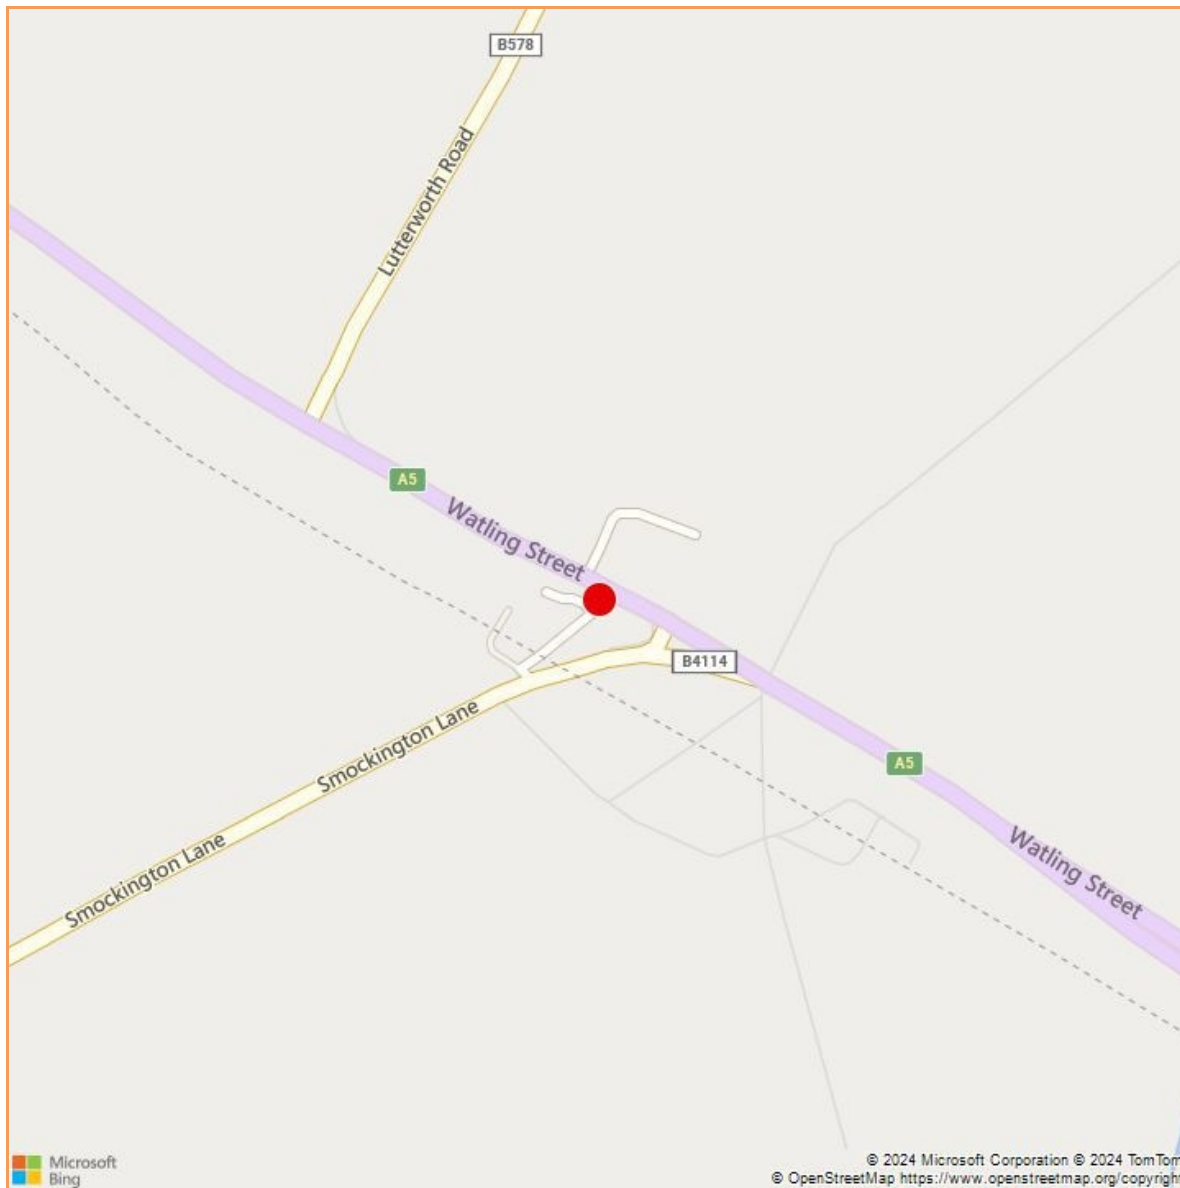 B578
Lutterworth Road
A5
Watling Street
B4114
Smockington Lane
A5
Smockington Lane
Watling Street
Microsoft
Bing
© 2024 Microsoft Corporation © 2024 TomTom
© OpenStreetMap https://www.openstreetmap.org/copyright